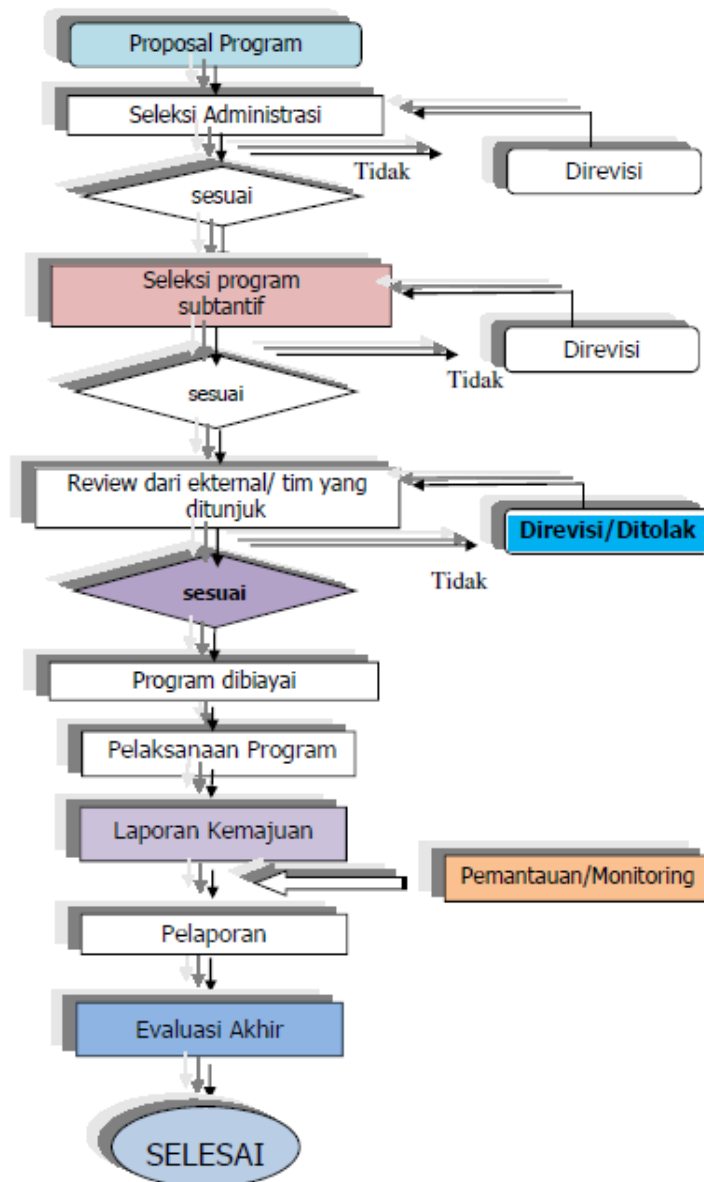 Proposal Program
Seleksi Administrasi
Tidak
Direvisi
sesuai
Seleksi program
subtantif
Direvisi
Tidak
sesuai
Review dari ekternal/ tim yang
ditunjuk
Direvisi/Ditolak
Tidak
sesuai
Program dibiayai
Pelaksanaan Program
Laporan Kemajuan
Pemantauan/Monitoring
Pelaporan
Evaluasi Akhir
SELESAI